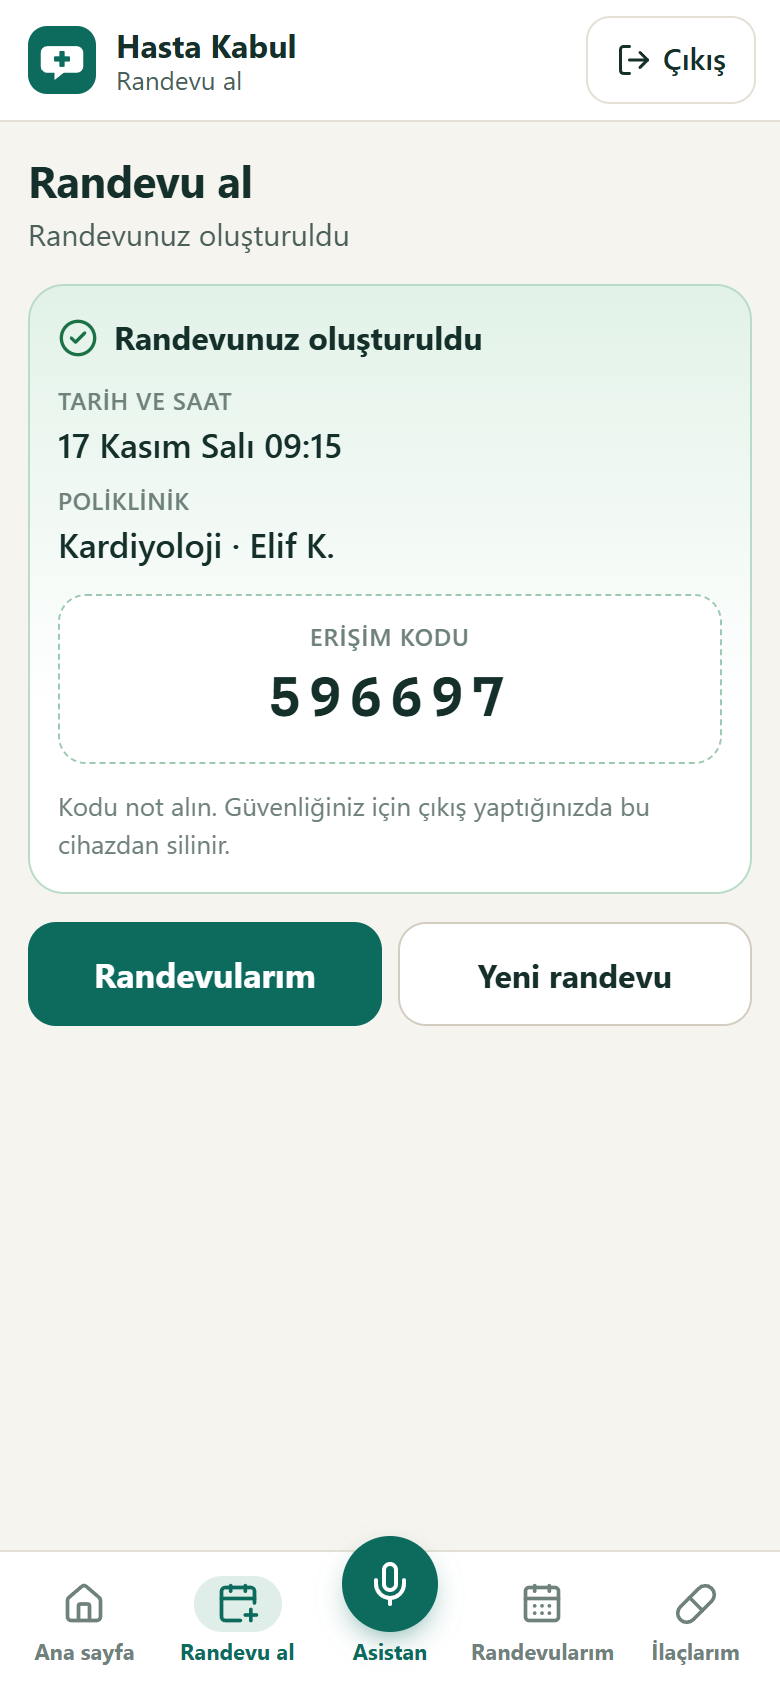 Hasta Kabul
Randevu al
Çıkış
Randevu al
Randevunuz oluşturuldu
Randevunuz oluşturuldu
TARİH VE SAAT
17 Kasım Salı 09:15
POLİKLİNİK
Kardiyoloji · Elif K.
ERİŞİM KODU
596697
Kodu not alın. Güvenliğiniz için çıkış yaptığınızda bu
cihazdan silinir.
Randevularım
Yeni randevu
Ana sayfa
Randevu al
Asistan
Randevularım
İlaçlarım